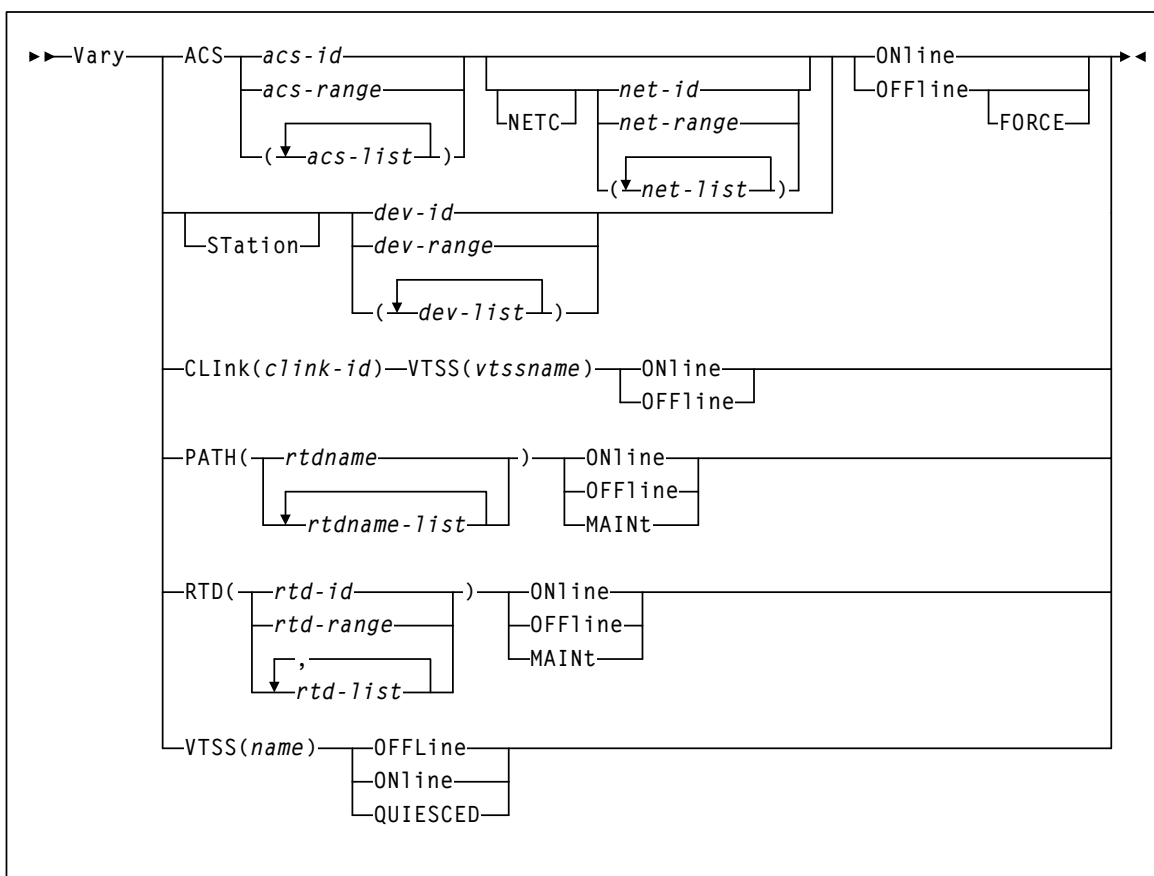 Vary ACS acs-id ONline
acs-range net-id OFFline
NETC net-range FORCE
( acs-list )
( net-list )
dev-id
STation dev-range
( dev-list )
CLInk(clink-id) VTSS(vtssname) ONline
OFFline
PATH( rtdname ) ONline
OFFline
rtdname-list MAINt
RTD( rtd-id ) ONline
rtd-range OFFline
, MAINt
rtd-list
VTSS(name) OFFLine
ONline
QUIESCED